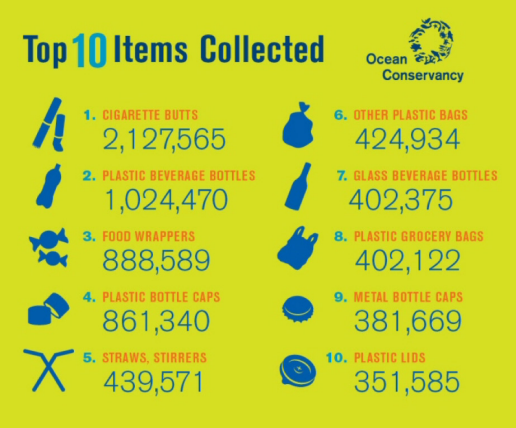 Top 10 Items Collected
Ocean
Conservancy
1. CIGARETTE BUTTS
2,127,565
2. PLASTIC BEVERAGE BOTTLES
1,024,470
3. FOOD WRAPPERS
888,589
4. PLASTIC BOTTLE CAPS
861,340
5. STRAWS, STIRRERS
439,571
6. OTHER PLASTIC BAGS
424,934
7. GLASS BEVERAGE BOTTLES
402,375
8. PLASTIC GROCERY BAGS
402,122
9. METAL BOTTLE CAPS
381,669
10. PLASTIC LIDS
351,585